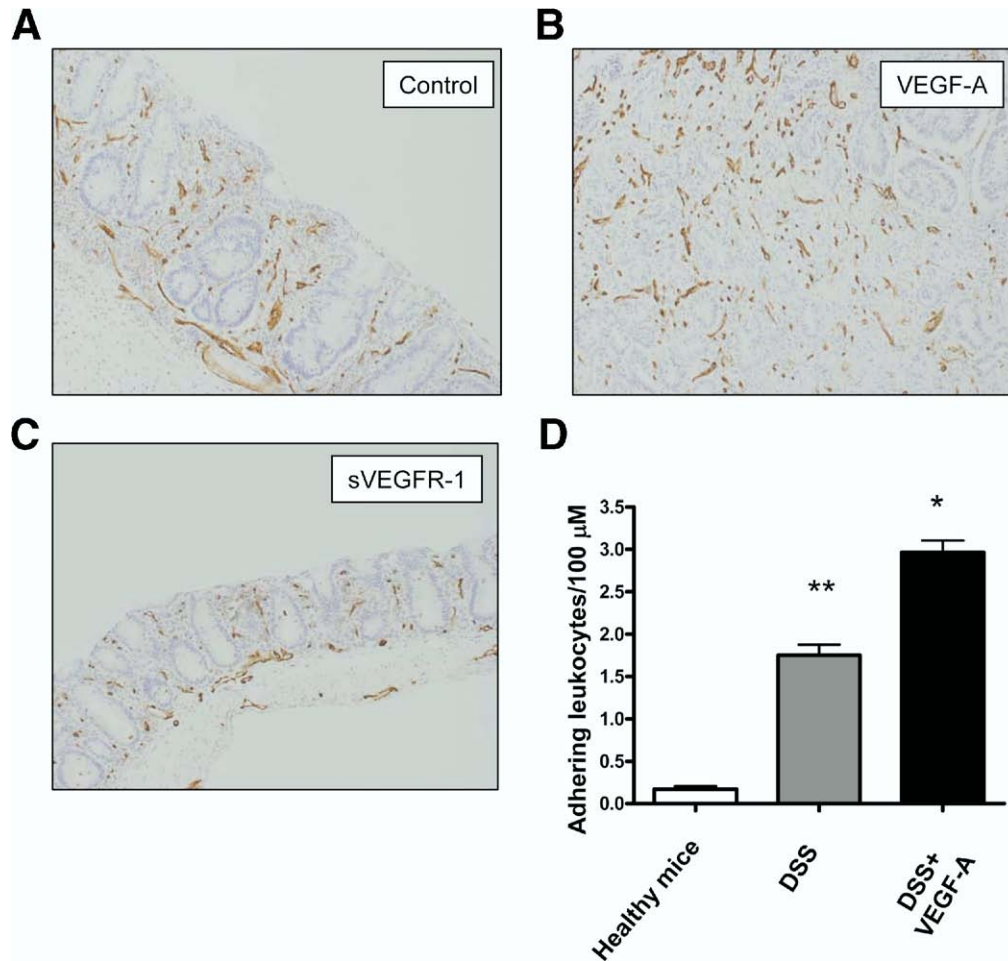 A
Control
B
VEGF-A
C
sVEGFR-1
D
Adhering leukocytes/100 μM
3.5
3.0
2.5
2.0
1.5
1.0
0.5
0.0
*
**
Healthy mice
DSS
DSS+
VEGF-A